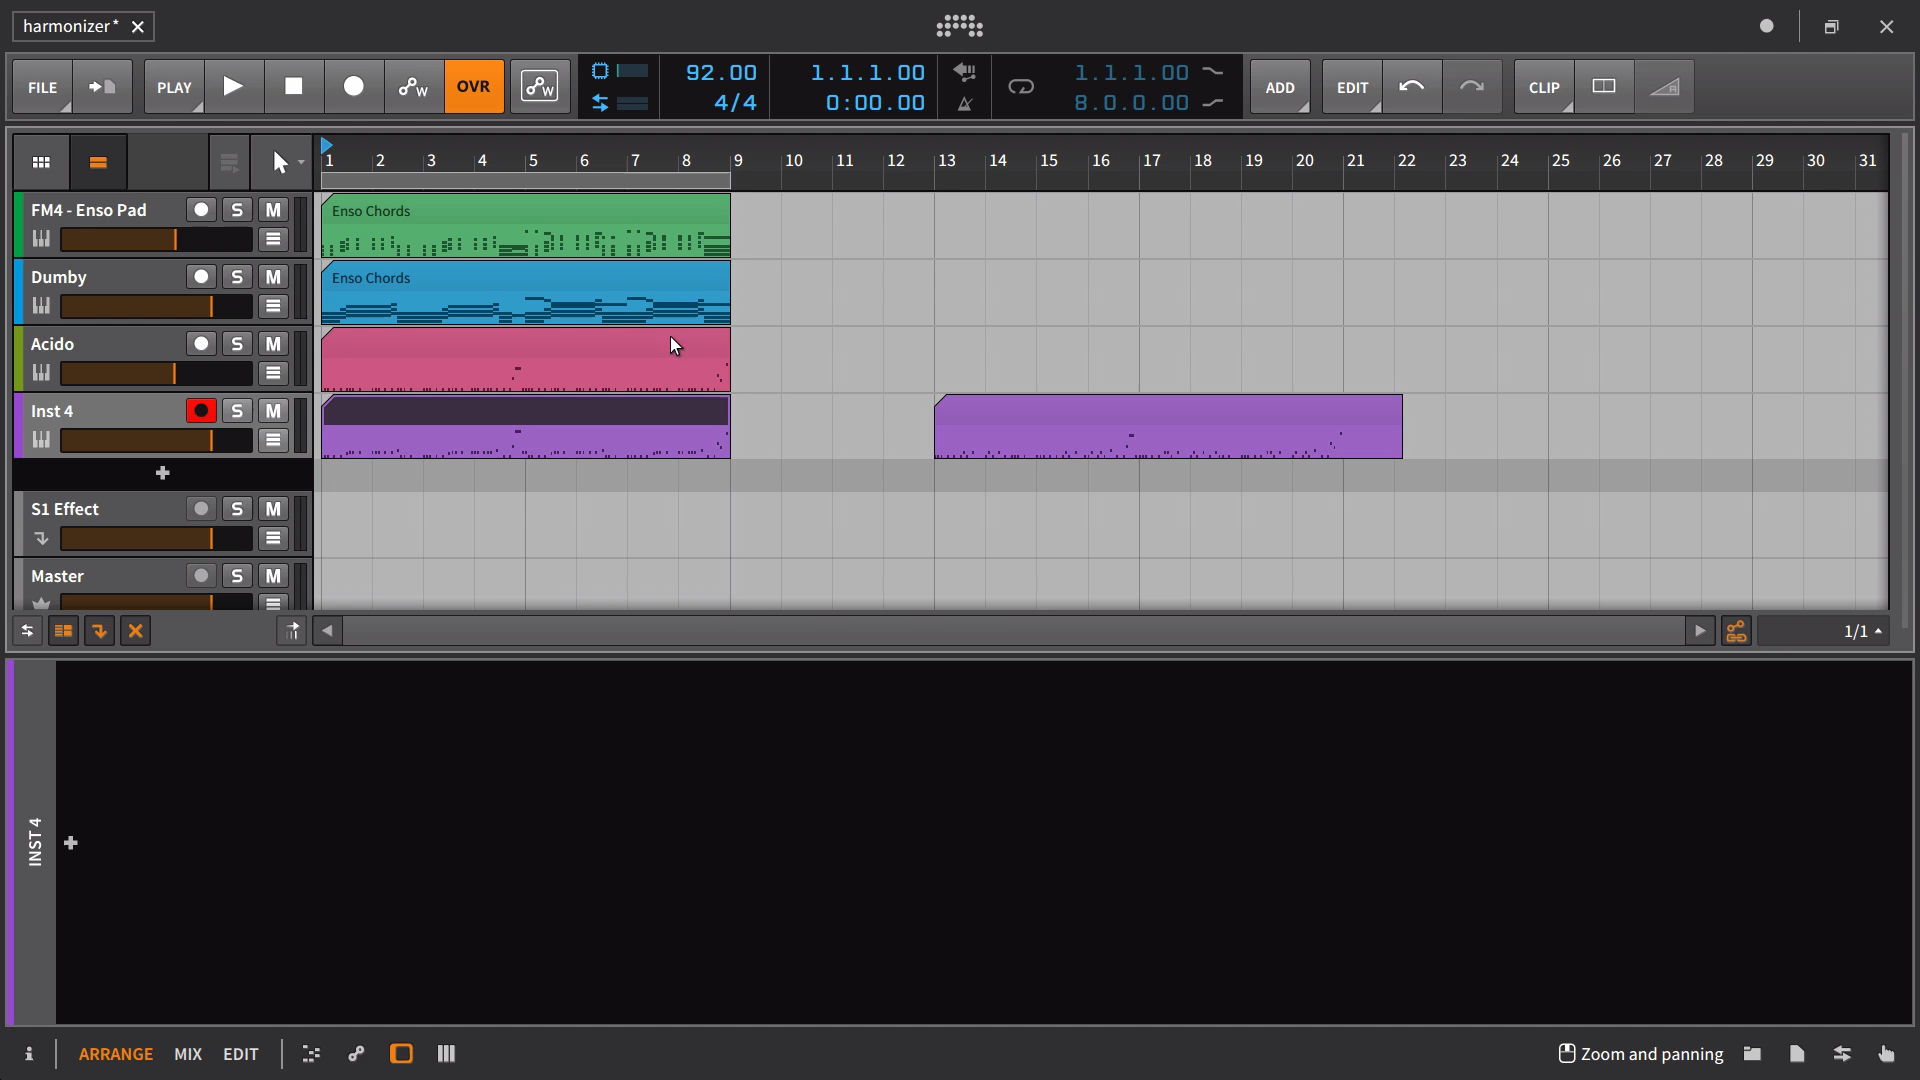 harmonizer*
FILE PLAY OVR 92.00 1.1.1.00 1.1.1.00 ADD EDIT CLIP
4/4 0:00.00 8.0.0.00
1 2 3 4 5 6 7 8 9 10 11 12 13 14 15 16 17 18 19 20 21 22 23 24 25 26 27 28 29 30 31
FM4 - Enso Pad S M Enso Chords
Dumby S M Enso Chords
Acido S M
Inst 4 S M
S1 Effect S M
Master S M
1/1
INST 4
ARRANGE MIX EDIT Zoom and panning